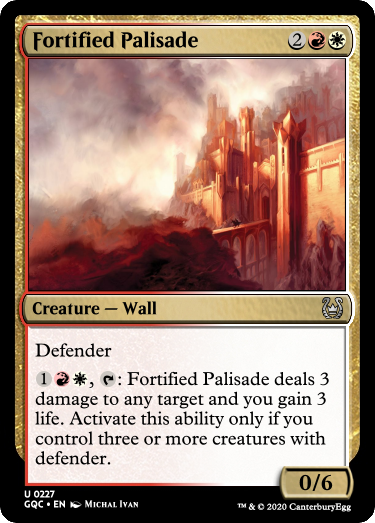 Fortified Palisade 2
Creature — Wall
Defender
1, : Fortified Palisade deals 3
damage to any target and you gain 3
life. Activate this ability only if you
control three or more creatures with
defender.
0/6
U 0227
GQC • EN MICHAL IVAN
™ & © 2020 CanterburyEgg